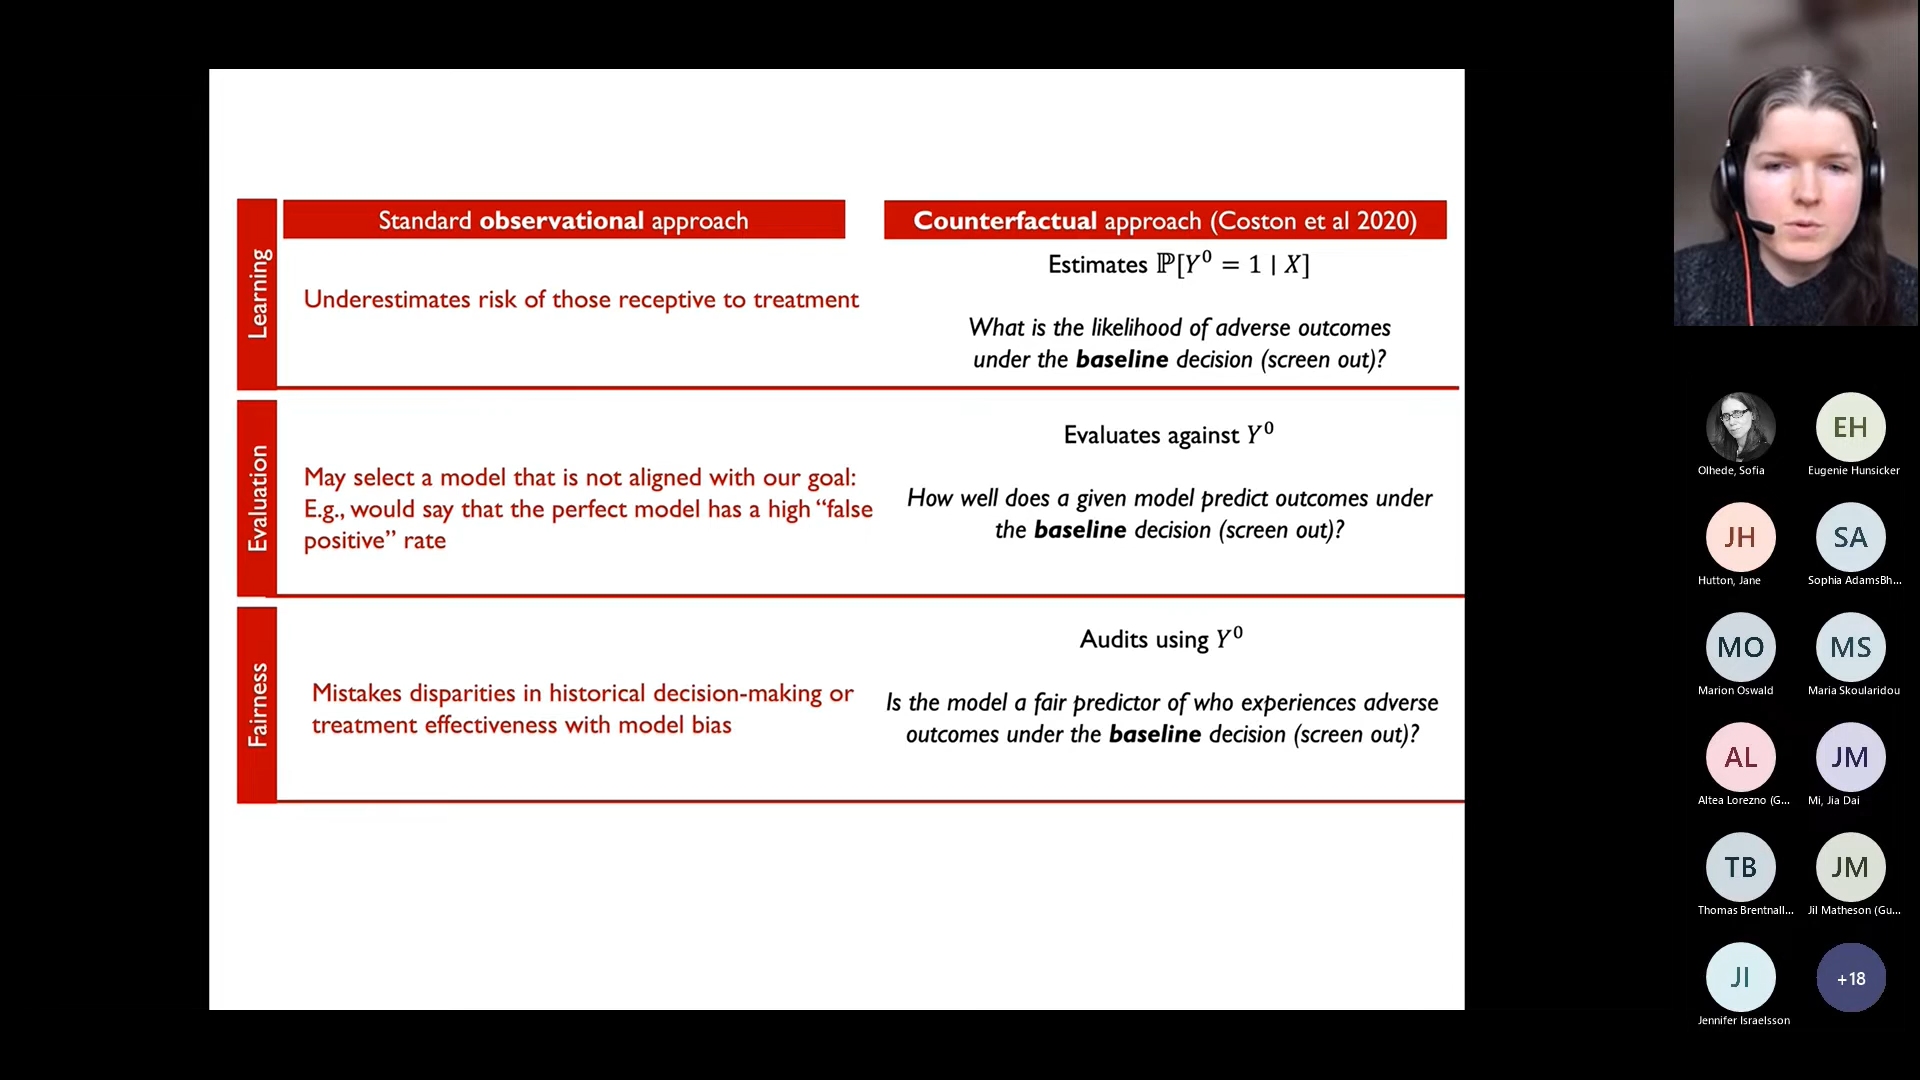 Standard observational approach
Counterfactual approach (Coston et al 2020)
Learning
Underestimates risk of those receptive to treatment
Estimates ℙ[Y⁰ = 1 | X]
What is the likelihood of adverse outcomes
under the baseline decision (screen out)?
Evaluation
May select a model that is not aligned with our goal:
E.g., would say that the perfect model has a high “false
positive” rate
Evaluates against Y⁰
How well does a given model predict outcomes under
the baseline decision (screen out)?
Fairness
Mistakes disparities in historical decision-making or
treatment effectiveness with model bias
Audits using Y⁰
Is the model a fair predictor of who experiences adverse
outcomes under the baseline decision (screen out)?
Olhede, Sofia
EH
Eugenie Hunsicker
JH
Hutton, Jane
SA
Sophia AdamsBh...
MO
Marion Oswald
MS
Maria Skoularidou
AL
Altea Lorezno (G...
JM
Mi, Jia Dai
TB
Thomas Brentnall...
JM
Jil Matheson (Gu...
JI
Jennifer Israelsson
+18